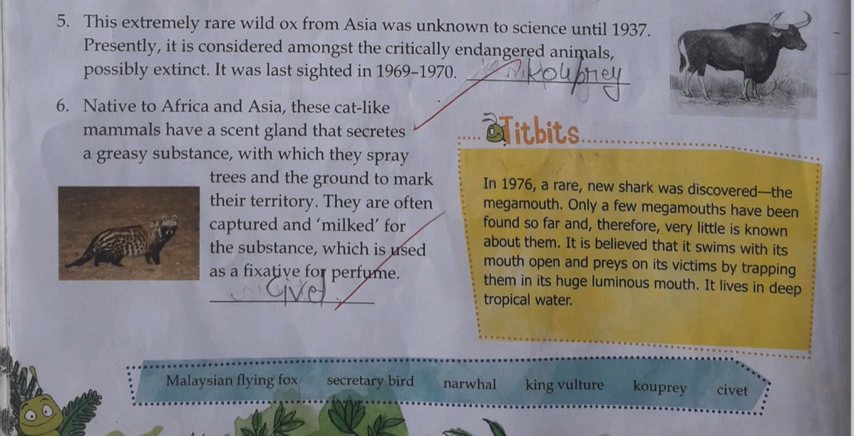 5. This extremely rare wild ox from Asia was unknown to science until 1937.
Presently, it is considered amongst the critically endangered animals,
possibly extinct. It was last sighted in 1969–1970. Kouprey
6. Native to Africa and Asia, these cat-like
mammals have a scent gland that secretes
a greasy substance, with which they spray
trees and the ground to mark
their territory. They are often
captured and ‘milked’ for
the substance, which is used
as a fixative for perfume.
Civet
Titbits
In 1976, a rare, new shark was discovered—the
megamouth. Only a few megamouths have been
found so far and, therefore, very little is known
about them. It is believed that it swims with its
mouth open and preys on its victims by trapping
them in its huge luminous mouth. It lives in deep
tropical water.
Malaysian flying fox secretary bird narwhal king vulture kouprey civet